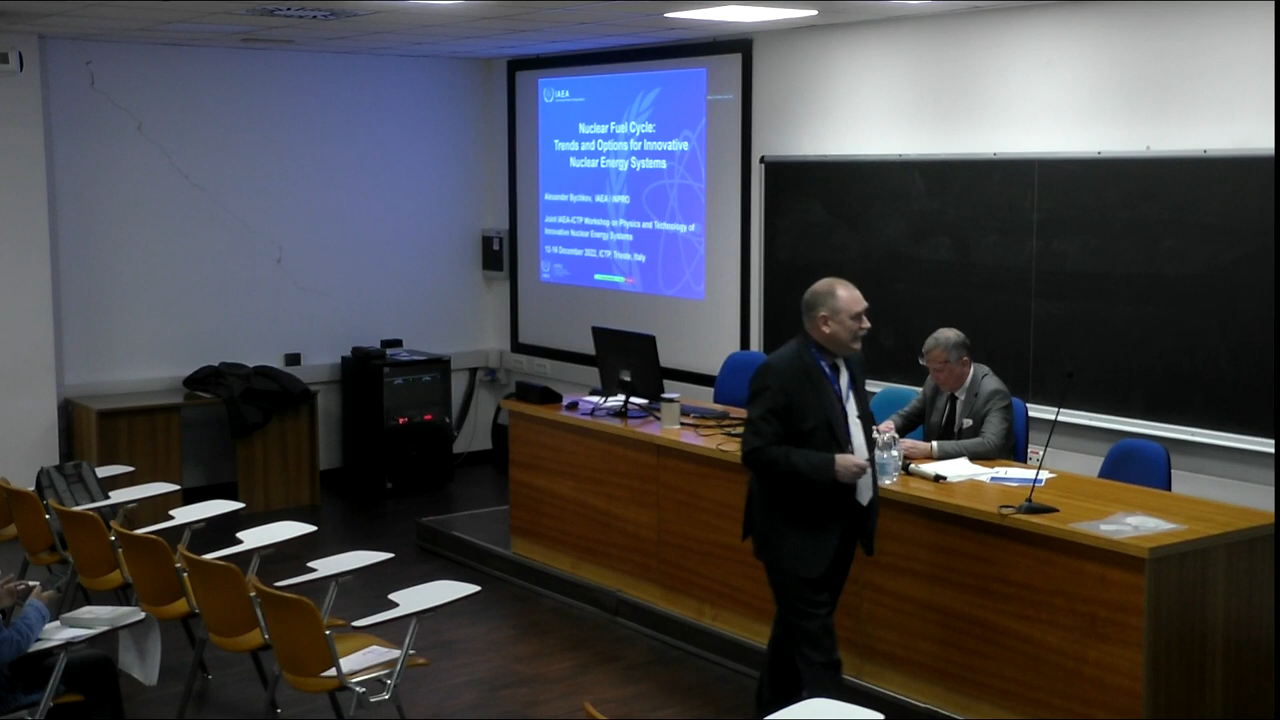 IAEA
Nuclear Fuel Cycle:
Trends and Options for Innovative
Nuclear Energy Systems
Alexander Bychkov, IAEA / INPRO
Joint IAEA-ICTP Workshop on Physics and Technology of
Innovative Nuclear Energy Systems
12-16 December 2022, ICTP, Trieste, Italy